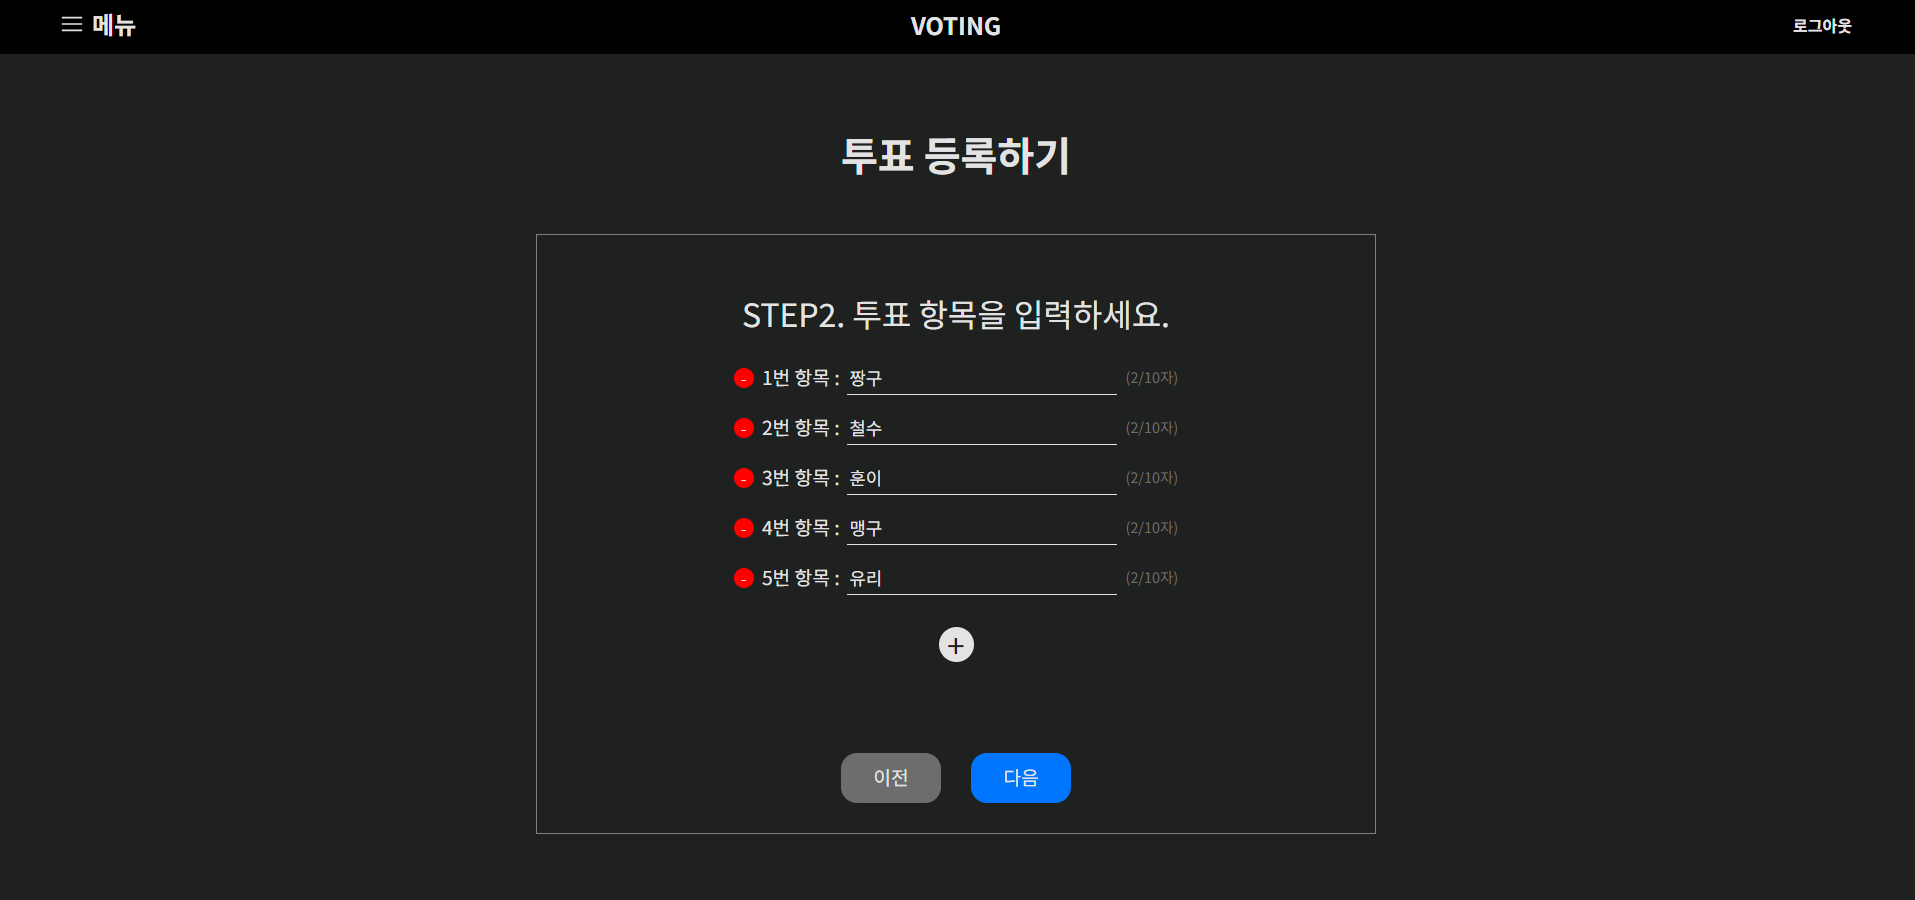 메뉴
VOTING
로그아웃
투표 등록하기
STEP2. 투표 항목을 입력하세요.
- 1번 항목 : 짱구 (2/10자)
- 2번 항목 : 철수 (2/10자)
- 3번 항목 : 훈이 (2/10자)
- 4번 항목 : 맹구 (2/10자)
- 5번 항목 : 유리 (2/10자)
+
이전
다음